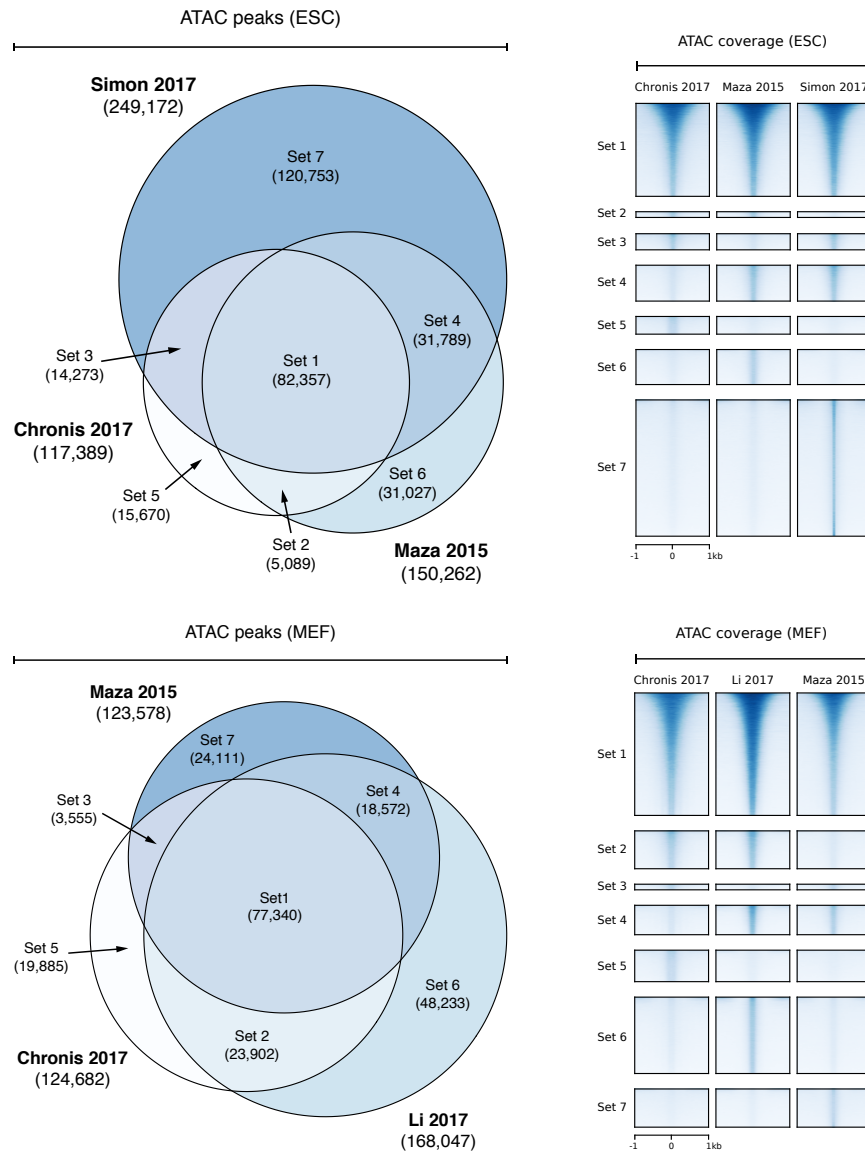 ATAC peaks (ESC)
Simon 2017
(249,172)
Set 7
(120,753)
Set 4
(31,789)
Set 3
(14,273)
Set 1
(82,357)
Chronis 2017
(117,389)
Set 6
(31,027)
Set 5
(15,670)
Set 2
(5,089)
Maza 2015
(150,262)
ATAC coverage (ESC)
Chronis 2017 Maza 2015 Simon 2017
Set 1
Set 2
Set 3
Set 4
Set 5
Set 6
Set 7
-1 0 1kb
ATAC peaks (MEF)
Maza 2015
(123,578)
Set 7
(24,111)
Set 4
(18,572)
Set 3
(3,555)
Set1
(77,340)
Set 5
(19,885)
Set 6
(48,233)
Set 2
(23,902)
Chronis 2017
(124,682)
Li 2017
(168,047)
ATAC coverage (MEF)
Chronis 2017 Li 2017 Maza 2015
Set 1
Set 2
Set 3
Set 4
Set 5
Set 6
Set 7
-1 0 1kb